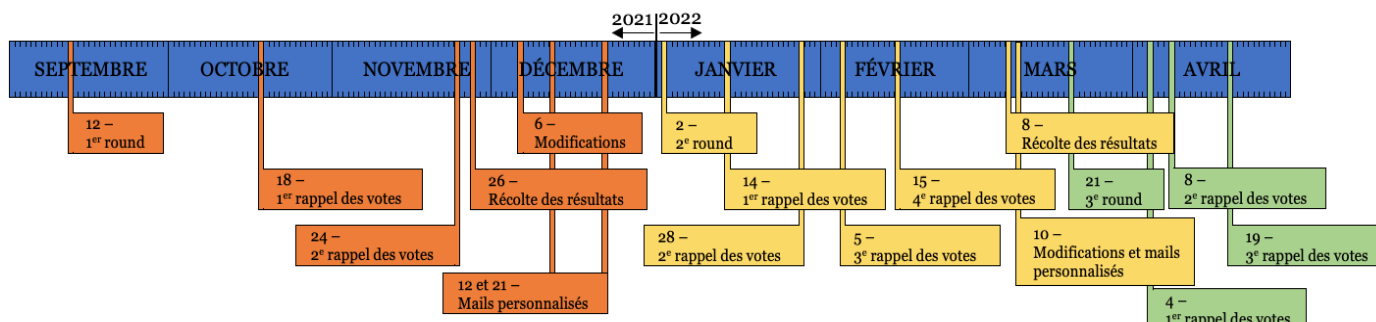 2021 2022
SEPTEMBRE OCTOBRE NOVEMBRE DÉCEMBRE JANVIER FÉVRIER MARS AVRIL
12 –
1er round
6 –
Modifications
2 –
2e round
8 –
Récolte des résultats
18 –
1er rappel des votes
26 –
Récolte des résultats
14 –
1er rappel des votes
15 –
4e rappel des votes
21 –
3e round
8 –
2e rappel des votes
24 –
2e rappel des votes
28 –
2e rappel des votes
5 –
3e rappel des votes
10 –
Modifications et mails
personnalisés
19 –
3e rappel des votes
12 et 21 –
Mails personnalisés
4 –
1er rappel des votes